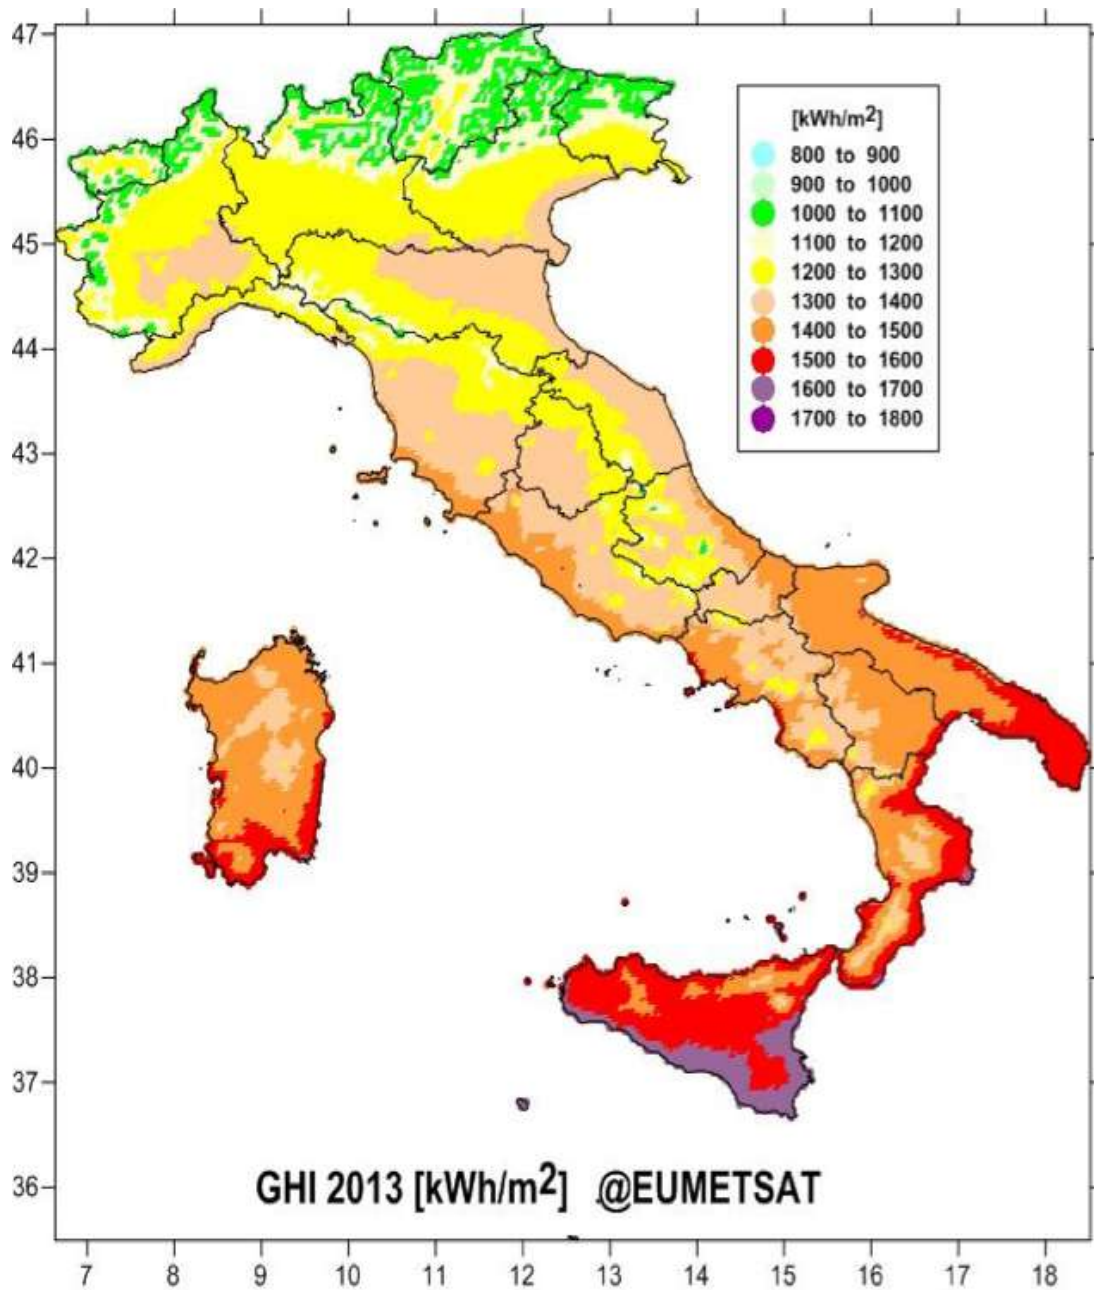 47
46
45
44
43
42
41
40
39
38
37
36
[kWh/m2]
800 to 900
900 to 1000
1000 to 1100
1100 to 1200
1200 to 1300
1300 to 1400
1400 to 1500
1500 to 1600
1600 to 1700
1700 to 1800
GHI 2013 [kWh/m2] @EUMETSAT
7 8 9 10 11 12 13 14 15 16 17 18